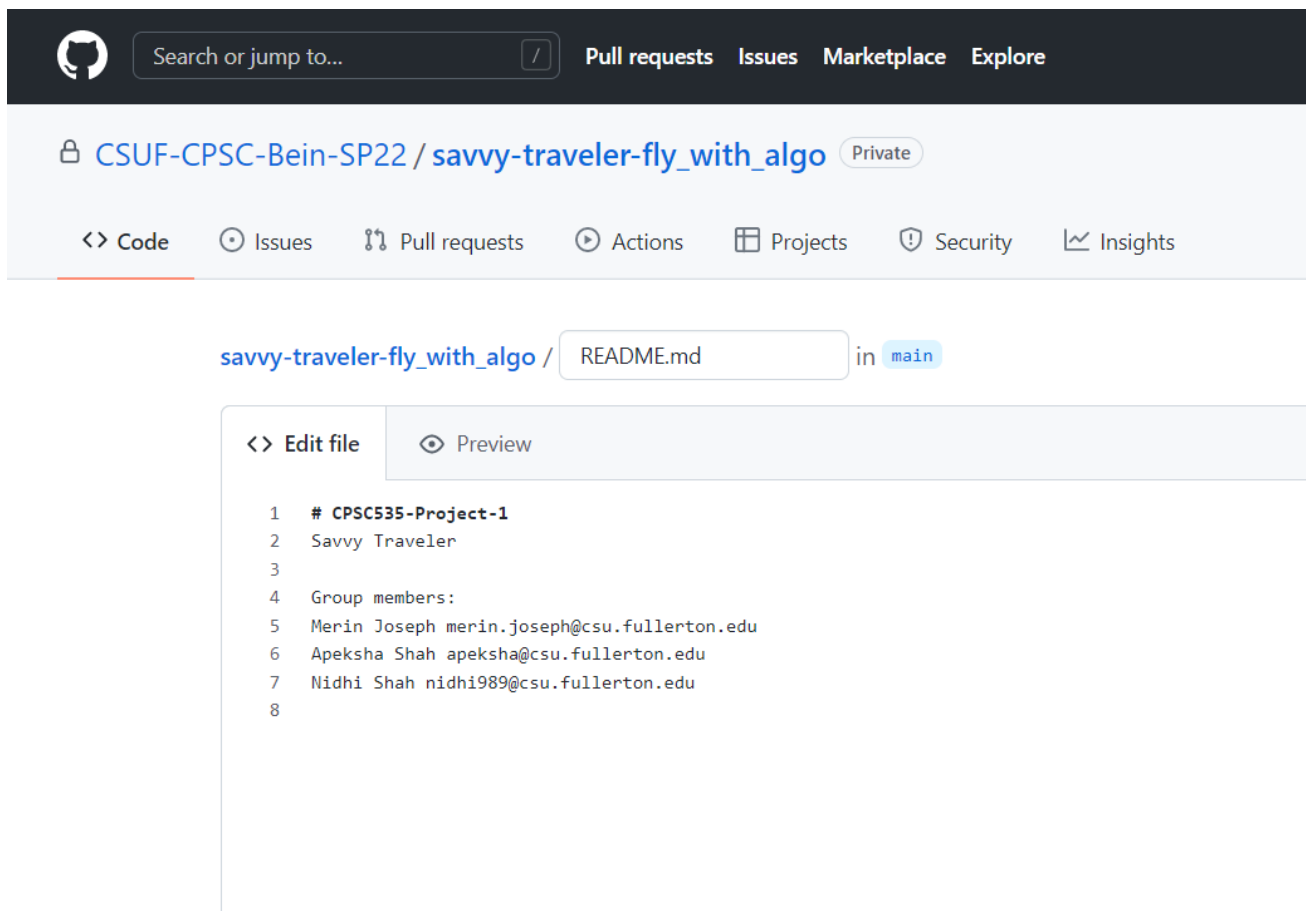 Search or jump to... / Pull requests Issues Marketplace Explore
CSUF-CPSC-Bein-SP22 / savvy-traveler-fly_with_algo Private
<> Code Issues Pull requests Actions Projects Security Insights
savvy-traveler-fly_with_algo / README.md in main
<> Edit file Preview
1 # CPSC535-Project-1
2 Savvy Traveler
3
4 Group members:
5 Merin Joseph merin.joseph@csu.fullerton.edu
6 Apeksha Shah apeksha@csu.fullerton.edu
7 Nidhi Shah nidhi989@csu.fullerton.edu
8